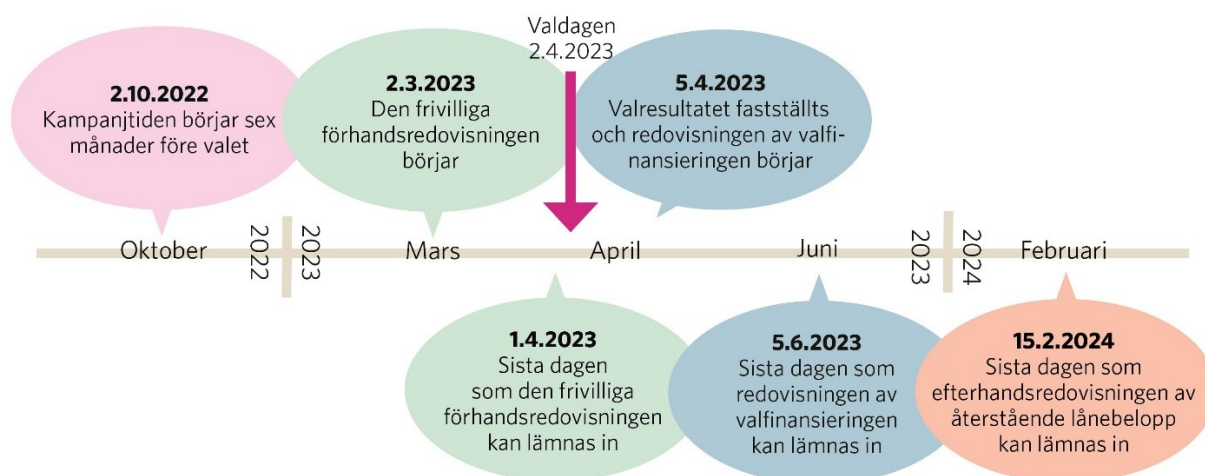 Valdagen
2.4.2023
2.10.2022
Kampanjtiden börjar sex
månader före valet
2.3.2023
Den frivilliga
förhandsredovisningen
börjar
5.4.2023
Valresultatet fastställts
och redovisningen av valfi-
nansieringen börjar
Oktober
2022
2023
Mars
April
Juni
2023
2024
Februari
1.4.2023
Sista dagen
som den frivilliga
förhandsredovisningen
kan lämnas in
5.6.2023
Sista dagen som
redovisningen av
valfinansieringen
kan lämnas in
15.2.2024
Sista dagen som
efterhandsredovisningen av
återstående lånebelopp
kan lämnas in